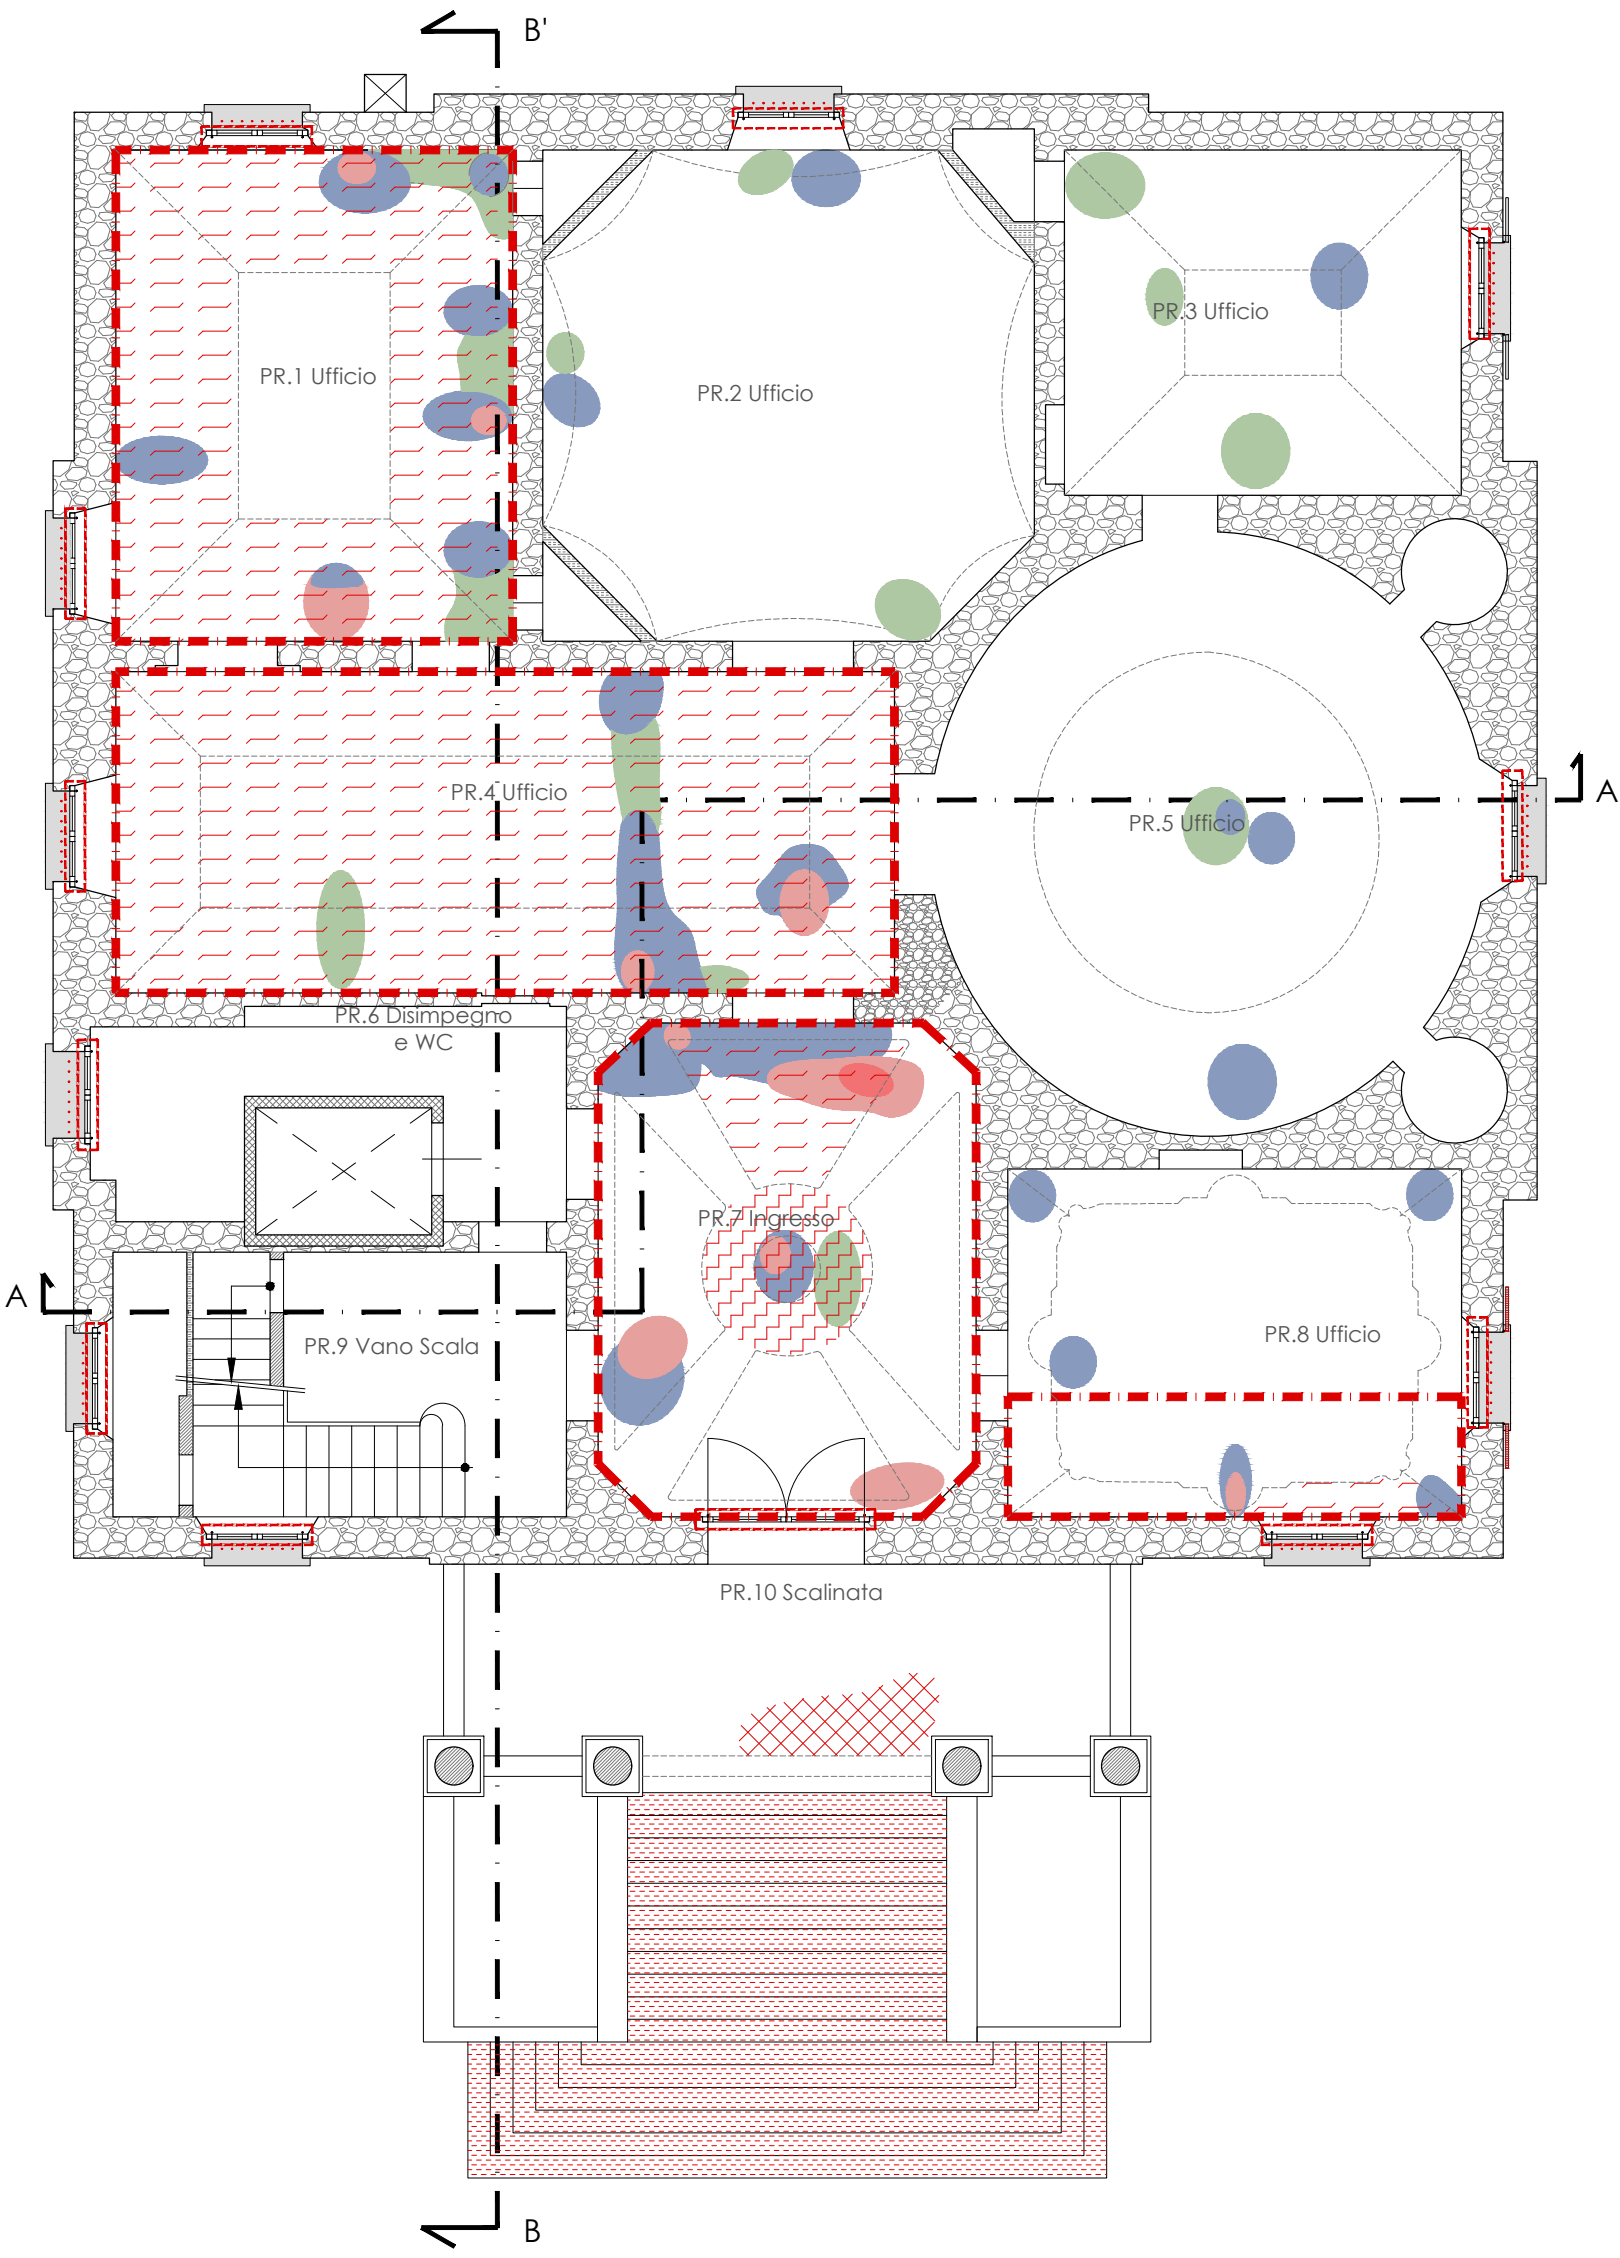 B'
PR.1 Ufficio
PR.2 Ufficio
PR.3 Ufficio
PR.4 Ufficio
A
PR.5 Ufficio
PR.6 Disimpegno
e WC
PR.7 Ingresso
A
PR.8 Ufficio
PR.9 Vano Scala
PR.10 Scalinata
B